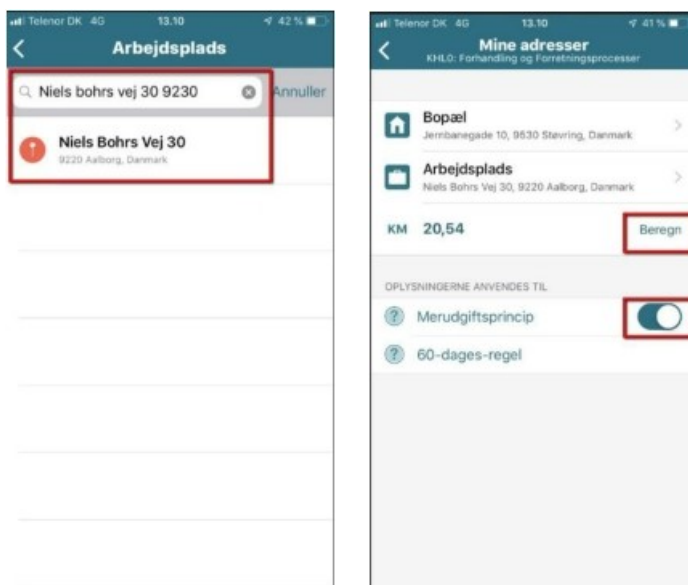 Telenor DK 4G 13.10 42 %
Arbejdsplads
Niels bohrs vej 30 9230 Annuller
Niels Bohrs Vej 30
9220 Aalborg, Danmark
Telenor DK 4G 13.10 41 %
Mine adresser
KHL0: Forhandling og Forretningsprocesser
Bopæl
Jernbanegade 10, 9530 Støvring, Danmark
Arbejdsplads
Niels Bohrs Vej 30, 9220 Aalborg, Danmark
KM 20,54 Beregn
OPLYSNINGERNE ANVENDES TIL
? Merudgiftsprincip
? 60-dages-regel